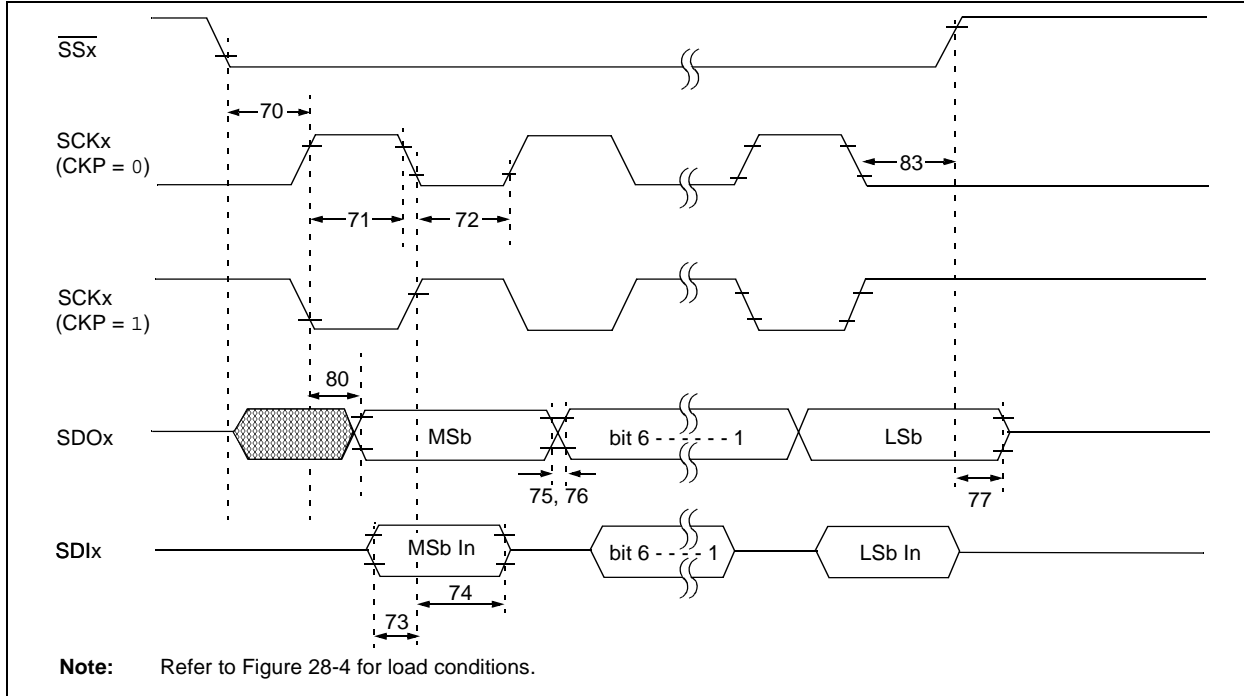 SSx
70
SCKx
(CKP = 0)
83
71
72
SCKx
(CKP = 1)
80
SDOx
MSb
bit 6 - - - - - - 1
LSb
75, 76
77
SDIx
MSb In
bit 6 - - - - 1
LSb In
74
73
Note: Refer to Figure 28-4 for load conditions.